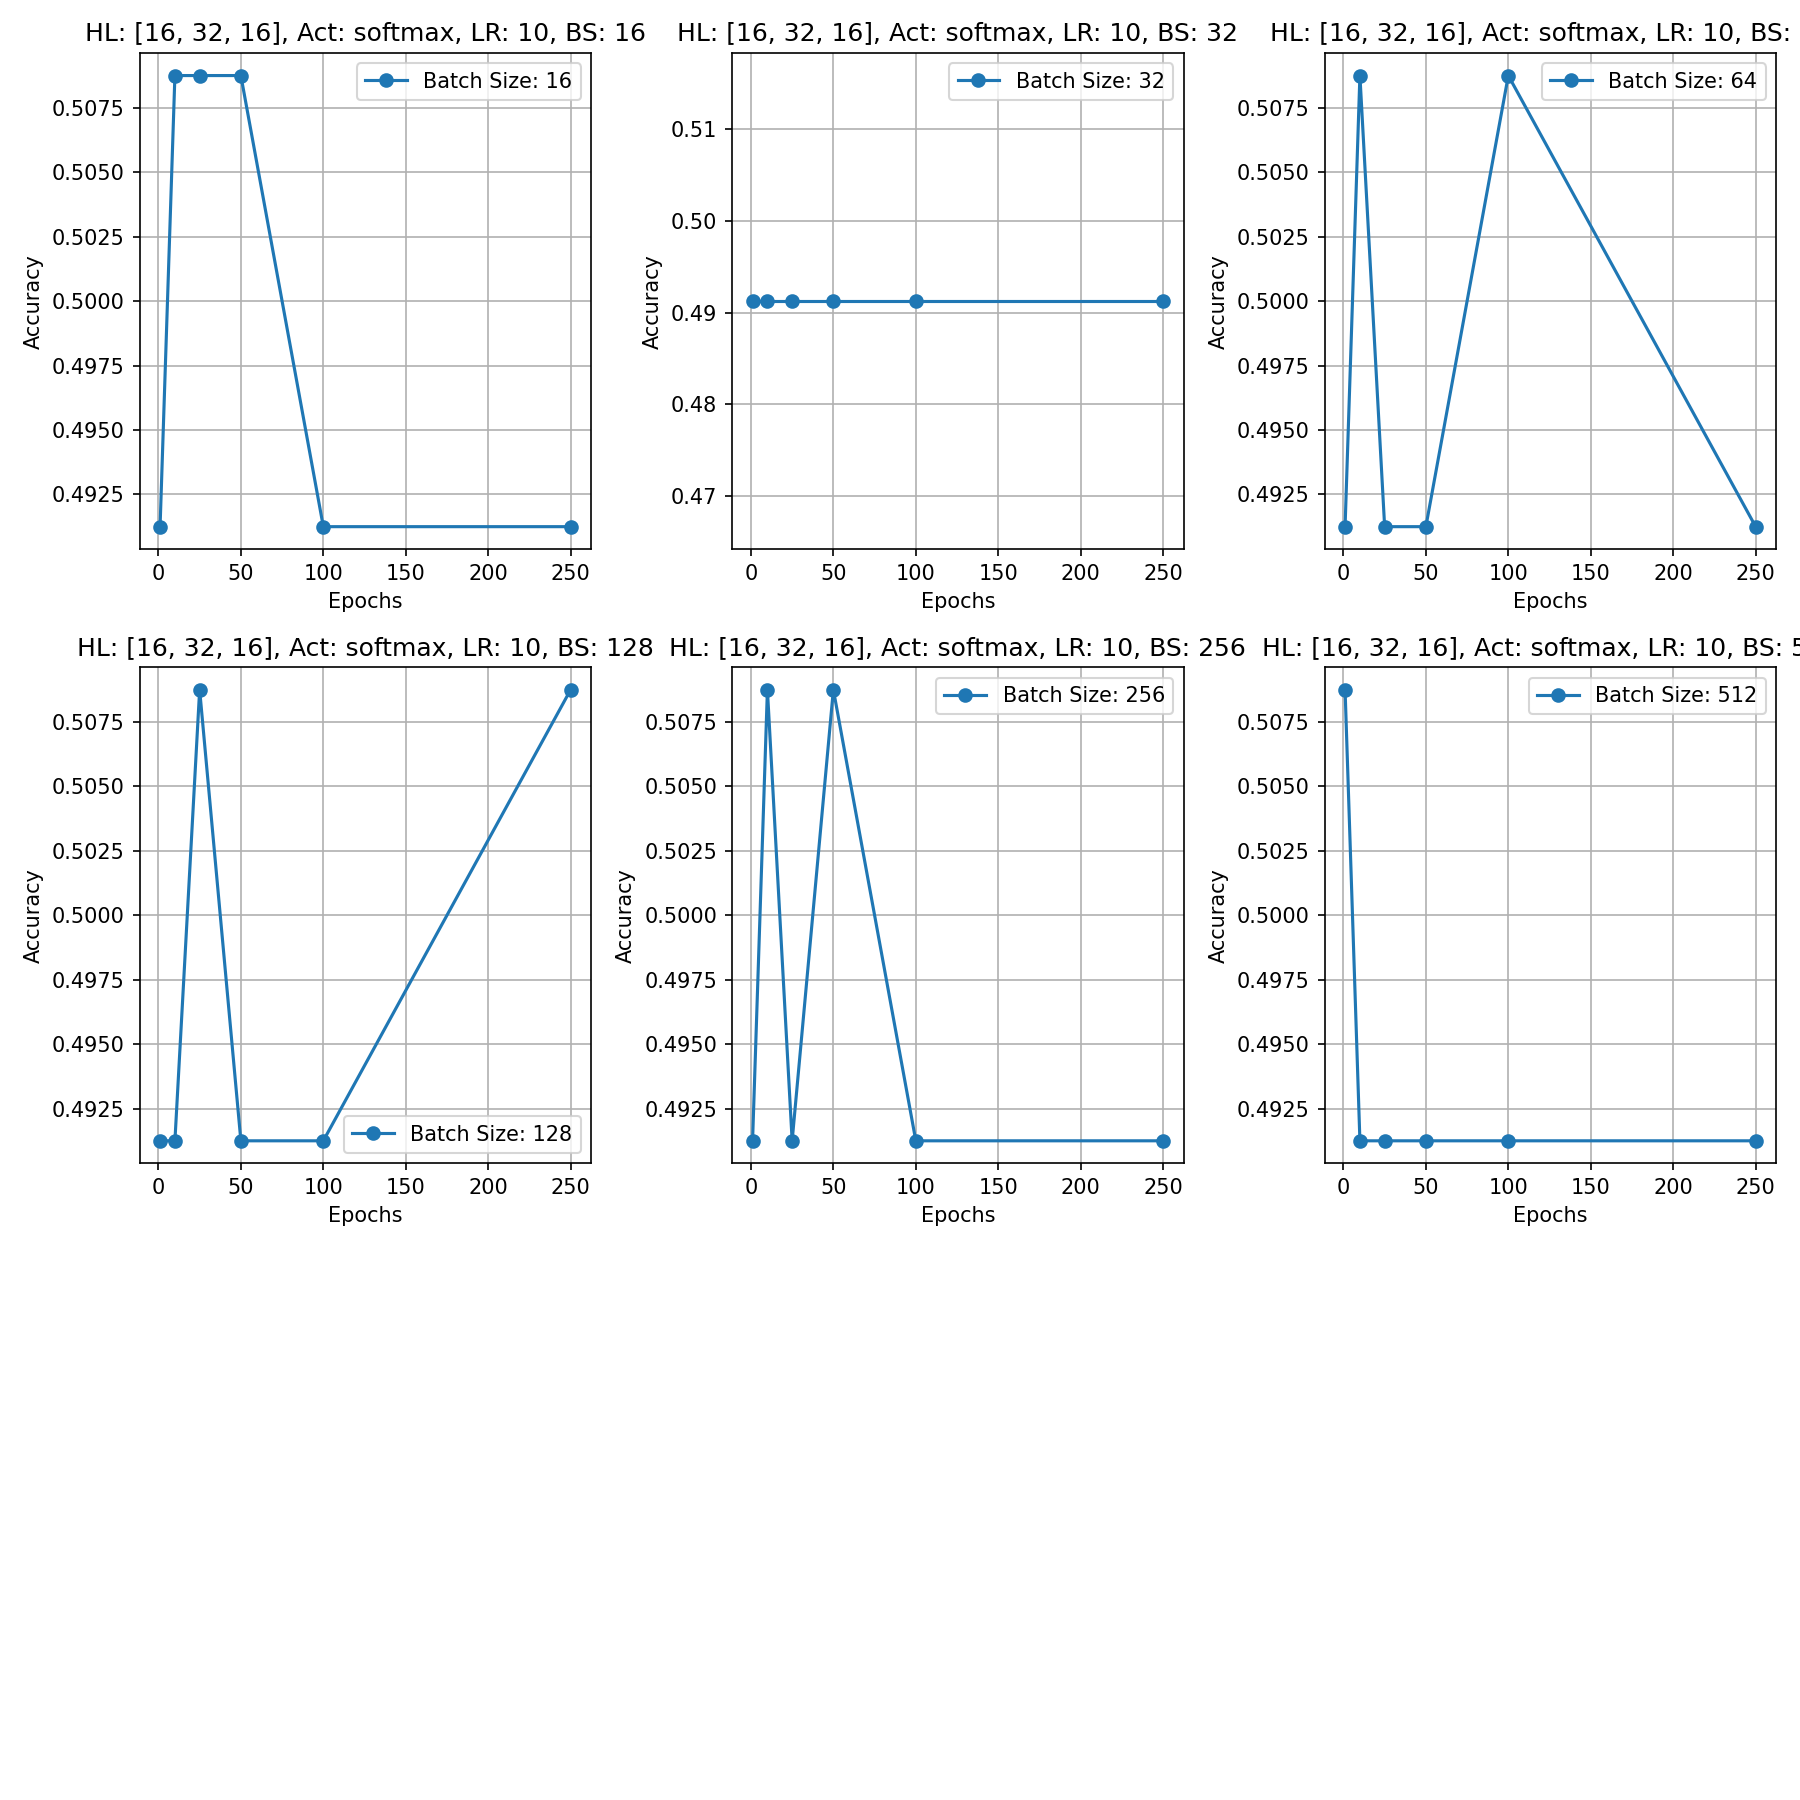 HL: [16, 32, 16], Act: softmax, LR: 10, BS: 16
Batch Size: 16
0.5075
0.5050
0.5025
0.5000
0.4975
0.4950
0.4925
Accuracy
0 50 100 150 200 250
Epochs
HL: [16, 32, 16], Act: softmax, LR: 10, BS: 32
Batch Size: 32
0.51
0.50
0.49
0.48
0.47
Accuracy
0 50 100 150 200 250
Epochs
HL: [16, 32, 16], Act: softmax, LR: 10, BS:
Batch Size: 64
0.5075
0.5050
0.5025
0.5000
0.4975
0.4950
0.4925
Accuracy
0 50 100 150 200 250
Epochs
HL: [16, 32, 16], Act: softmax, LR: 10, BS: 128
0.5075
0.5050
0.5025
0.5000
0.4975
0.4950
0.4925
Batch Size: 128
Accuracy
0 50 100 150 200 250
Epochs
HL: [16, 32, 16], Act: softmax, LR: 10, BS: 256
Batch Size: 256
0.5075
0.5050
0.5025
0.5000
0.4975
0.4950
0.4925
Accuracy
0 50 100 150 200 250
Epochs
HL: [16, 32, 16], Act: softmax, LR: 10, BS: 5
Batch Size: 512
0.5075
0.5050
0.5025
0.5000
0.4975
0.4950
0.4925
Accuracy
0 50 100 150 200 250
Epochs